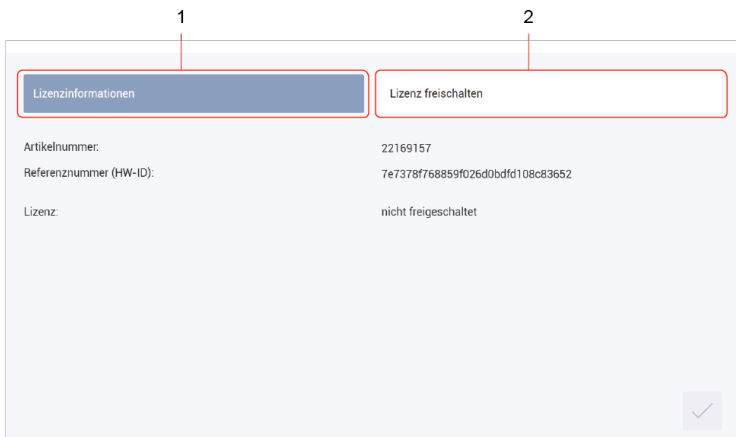 1
2
Lizenzinformationen
Lizenz freischalten
Artikelnummer:
22169157
Referenznummer (HW-ID):
7e7378f768859f026d0bdfd108c83652
Lizenz:
nicht freigeschaltet